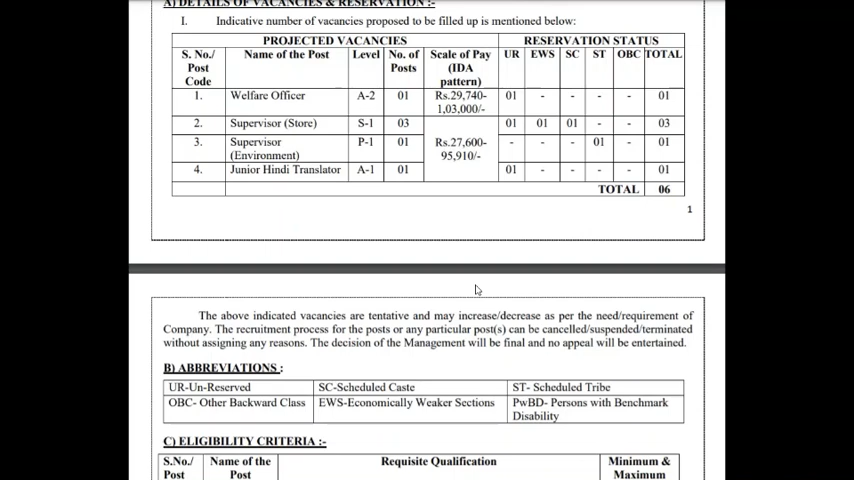 A) DETAILS OF VACANCIES & RESERVATION :-
I. Indicative number of vacancies proposed to be filled up is mentioned below:
PROJECTED VACANCIES RESERVATION STATUS
S. No./ Post Code Name of the Post Level No. of Posts Scale of Pay (IDA pattern) UR EWS SC ST OBC TOTAL
1. Welfare Officer A-2 01 Rs.29,740-1,03,000/- 01 - - - - 01
2. Supervisor (Store) S-1 03 Rs.27,600-95,910/- 01 01 01 - - 03
3. Supervisor (Environment) P-1 01 - - - 01 - 01
4. Junior Hindi Translator A-1 01 01 - - - - 01
TOTAL 06
1
The above indicated vacancies are tentative and may increase/decrease as per the need/requirement of
Company. The recruitment process for the posts or any particular post(s) can be cancelled/suspended/terminated
without assigning any reasons. The decision of the Management will be final and no appeal will be entertained.
B) ABBREVIATIONS :
UR-Un-Reserved SC-Scheduled Caste ST- Scheduled Tribe
OBC- Other Backward Class EWS-Economically Weaker Sections PwBD- Persons with Benchmark Disability
C) ELIGIBILITY CRITERIA :-
S.No./ Post Name of the Post Requisite Qualification Minimum & Maximum